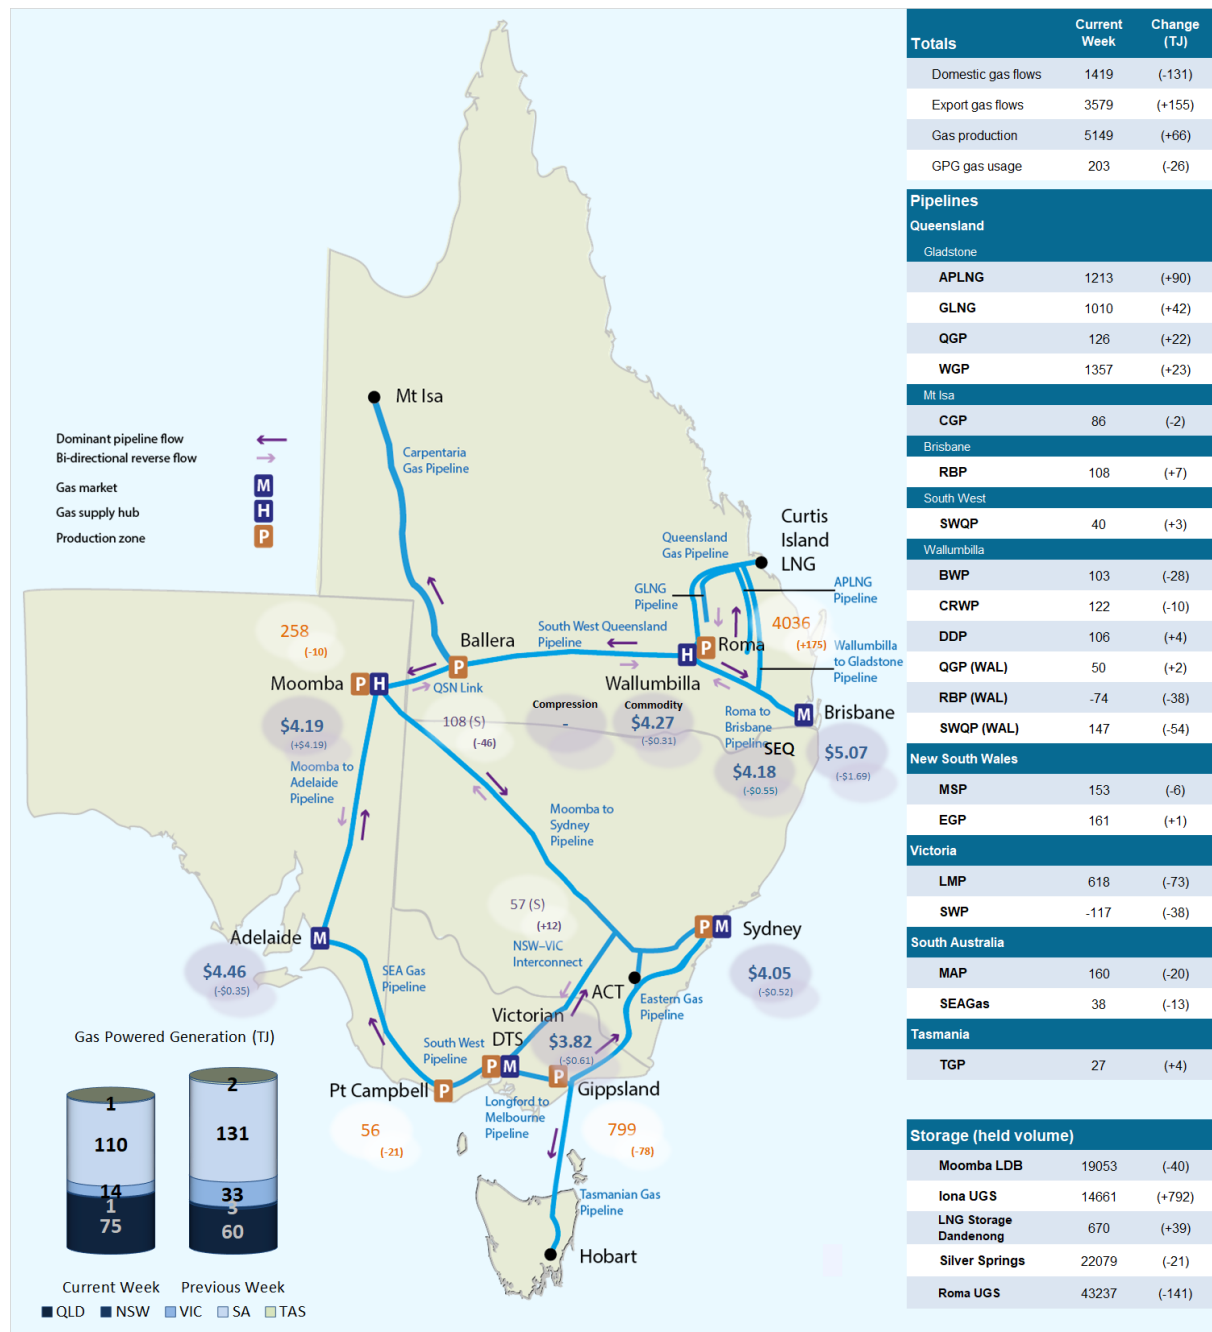 Dominant pipeline flow
Bi-directional reverse flow
Gas market
M
Gas supply hub
H
Production zone
P
Mt Isa
Carpentaria
Gas Pipeline
Curtis
Island
LNG
Queensland
Gas Pipeline
GLNG
Pipeline
APLNG
Pipeline
4036
(+175)
Wallumbilla
to Gladstone
Pipeline
258
(-10)
Ballera
P
South West Queensland
Pipeline
H
P
Roma
Moomba
P
H
QSN Link
Wallumbilla
$4.19
(+$4.19)
108 (S)
(-46)
Compression
-
Commodity
$4.27
(-$0.31)
Roma to
Brisbane
Pipeline
M
Brisbane
SEQ
$4.18
(-$0.55)
$5.07
(-$1.69)
Moomba to
Adelaide
Pipeline
Moomba to
Sydney
Pipeline
57 (S)
(+12)
NSW–VIC
Interconnect
Adelaide
M
$4.46
(-$0.35)
SEA Gas
Pipeline
P
M
Sydney
$4.05
(-$0.52)
ACT
Eastern Gas
Pipeline
Victorian
DTS
P
M
$3.82
(-$0.61)
South West
Pipeline
Pt Campbell
P
P
Gippsland
56
(-21)
Longford to
Melbourne
Pipeline
799
(-78)
Tasmanian Gas
Pipeline
Hobart
Gas Powered Generation (TJ)
1
110
14
1
75
2
131
33
3
60
Current Week
Previous Week
QLD NSW VIC SA TAS
Totals Current Week Change (TJ)
Domestic gas flows 1419 (-131)
Export gas flows 3579 (+155)
Gas production 5149 (+66)
GPG gas usage 203 (-26)
Pipelines
Queensland
Gladstone
APLNG 1213 (+90)
GLNG 1010 (+42)
QGP 126 (+22)
WGP 1357 (+23)
Mt Isa
CGP 86 (-2)
Brisbane
RBP 108 (+7)
South West
SWQP 40 (+3)
Wallumbilla
BWP 103 (-28)
CRWP 122 (-10)
DDP 106 (+4)
QGP (WAL) 50 (+2)
RBP (WAL) -74 (-38)
SWQP (WAL) 147 (-54)
New South Wales
MSP 153 (-6)
EGP 161 (+1)
Victoria
LMP 618 (-73)
SWP -117 (-38)
South Australia
MAP 160 (-20)
SEAGas 38 (-13)
Tasmania
TGP 27 (+4)
Storage (held volume)
Moomba LDB 19053 (-40)
Iona UGS 14661 (+792)
LNG Storage
Dandenong 670 (+39)
Silver Springs 22079 (-21)
Roma UGS 43237 (-141)